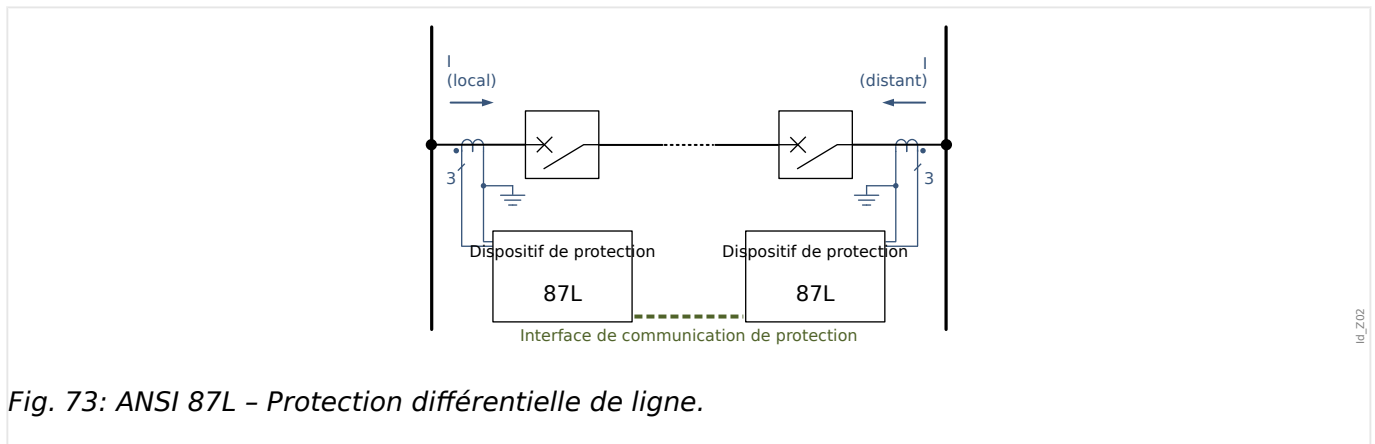 I
(local)
I
(distant)
3
3
Dispositif de protection
Dispositif de protection
87L
87L
Interface de communication de protection
Id_Z02
Fig. 73: ANSI 87L – Protection différentielle de ligne.